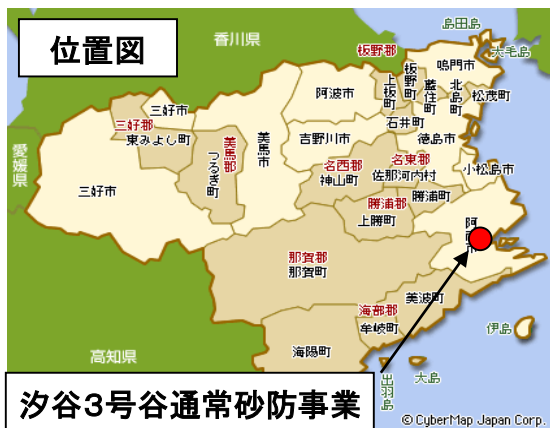 位置図
香川県
島田島
大毛島
板野郡
鳴門市
板野町
藍住町
北島町
松茂町
上板町
阿波市
三好市
三好郡
東みよし町
美馬郡
つるぎ町
美馬市
吉野川市
石井町
徳島市
愛媛県
名西郡
神山町
名東郡
佐那河内村
小松島市
三好市
勝浦郡
勝浦町
上勝町
阿
市
那賀郡
那賀町
美波町
海部郡
牟岐町
伊島
高知県
海陽町
出羽島
大島
汐谷3号谷通常砂防事業
© CyberMap Japan Corp.